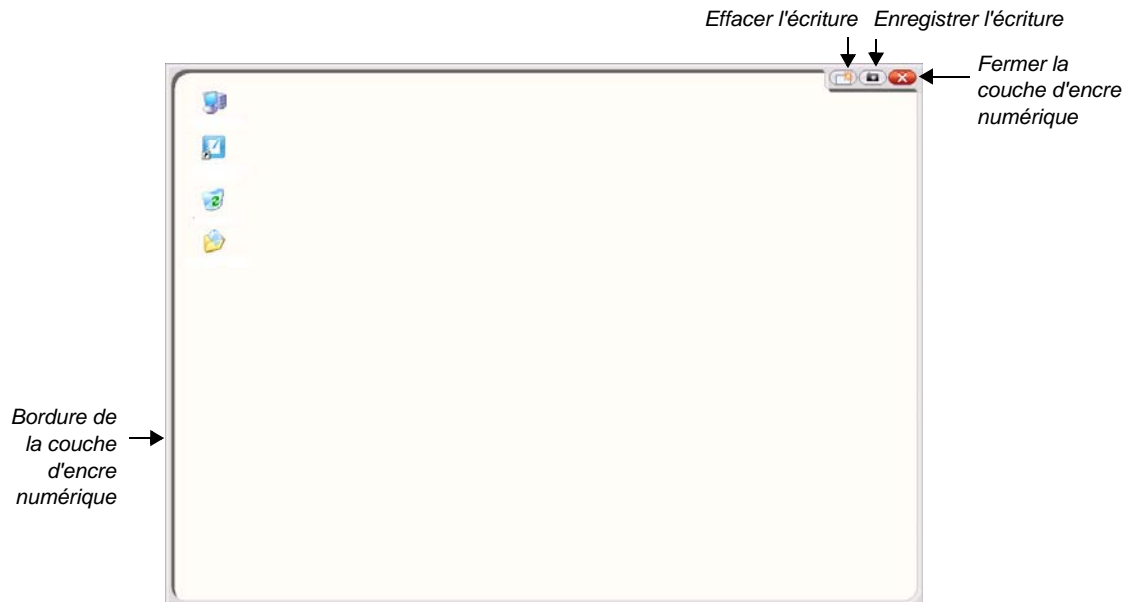 Effacer l'écriture
Enregistrer l'écriture
Fermer la
couche d'encre
numérique
Bordure de
la couche
d'encre
numérique